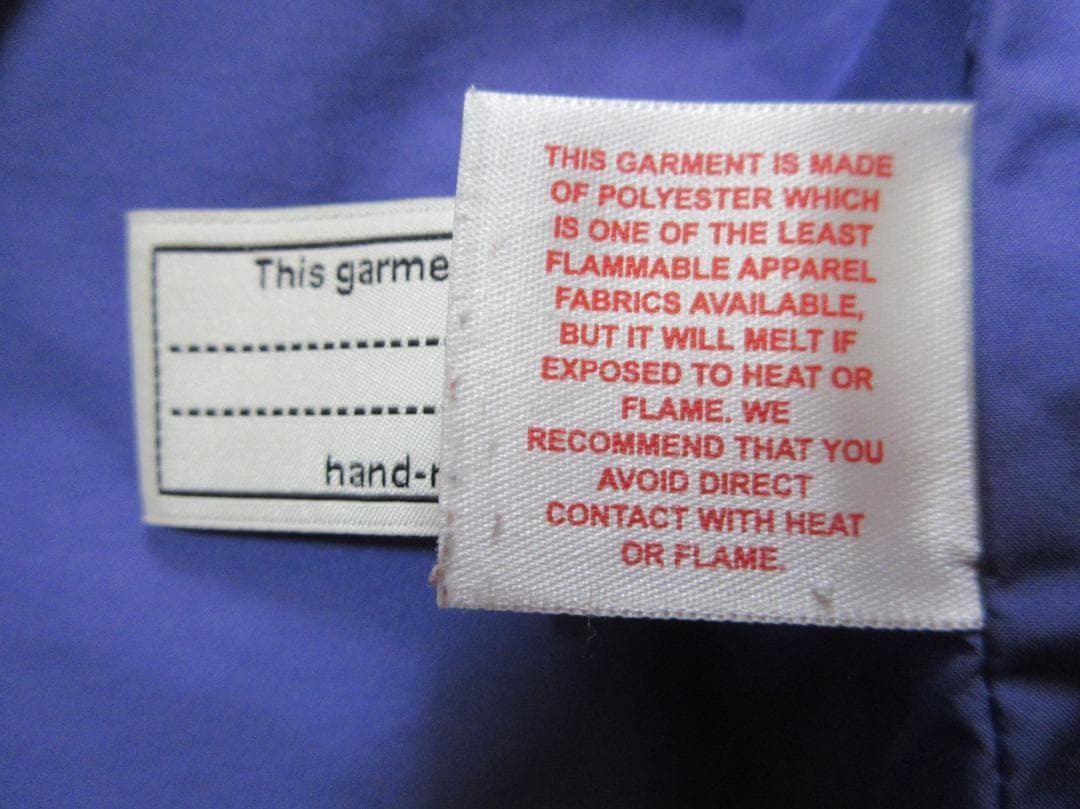 This garme
hand-r
THIS GARMENT IS MADE
OF POLYESTER WHICH
IS ONE OF THE LEAST
FLAMMABLE APPAREL
FABRICS AVAILABLE,
BUT IT WILL MELT IF
EXPOSED TO HEAT OR
FLAME. WE
RECOMMEND THAT YOU
AVOID DIRECT
CONTACT WITH HEAT
OR FLAME.